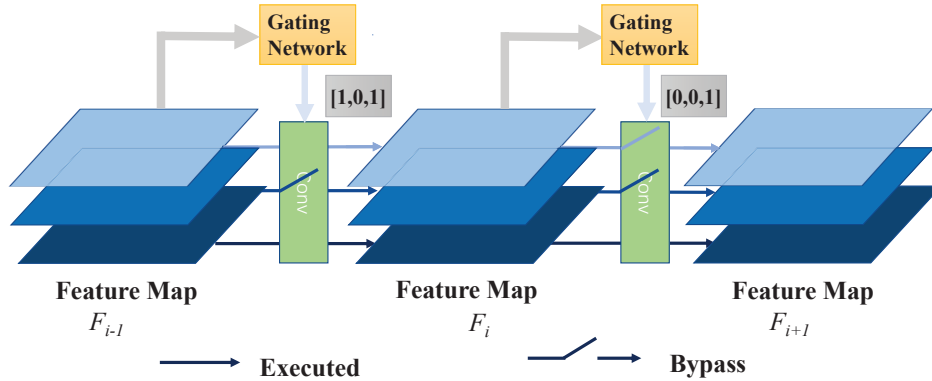 Gating
Network
Gating
Network
[1,0,1]
[0,0,1]
Conv
Conv
Feature Map
Feature Map
Feature Map
F_{i-1}
F_i
F_{i+1}
Executed
Bypass